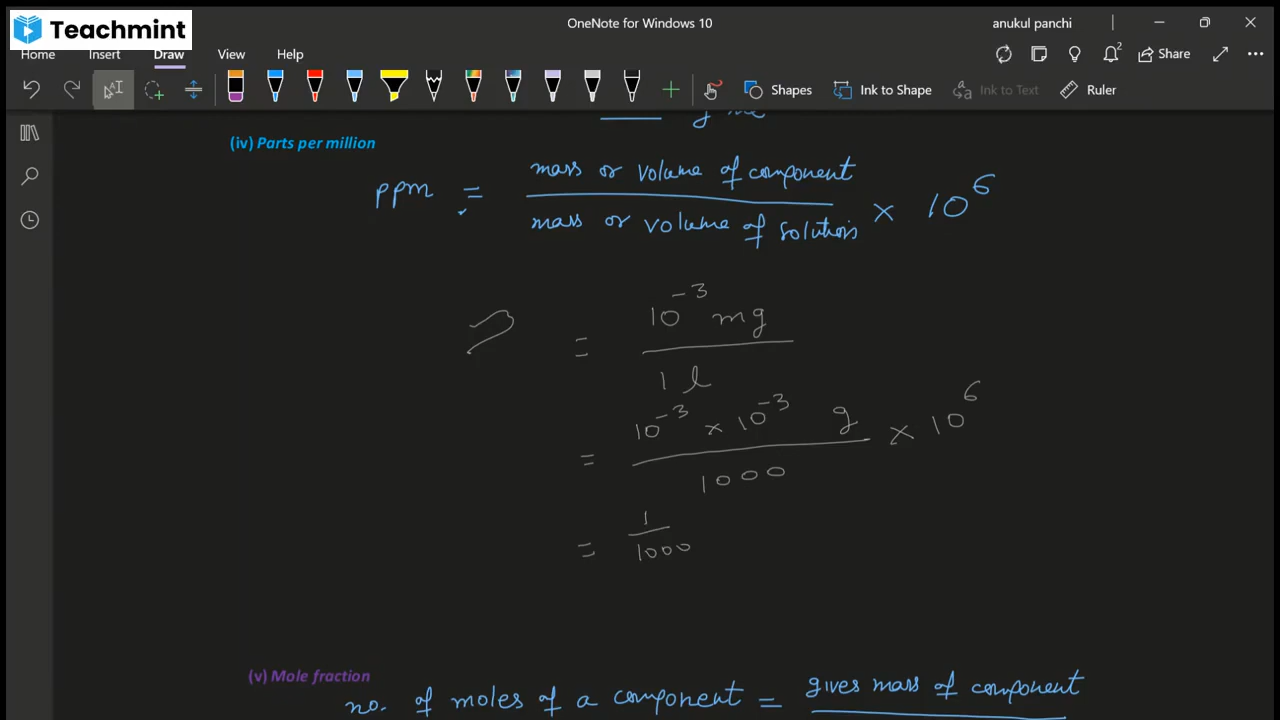 Teachmint
OneNote for Windows 10
anukul panchi
Home Insert Draw View Help
2
Share
Shapes
Ink to Shape
Ink to Text
Ruler
(iv) Parts per million
ppm = mass or volume of component
mass or volume of solution × 10^6
= 10^-3 mg
1 l
= 10^-3 × 10^-3 g
1000 × 10^6
= 1
1000
(v) Mole fraction
no. of moles of a component = gives mass of component